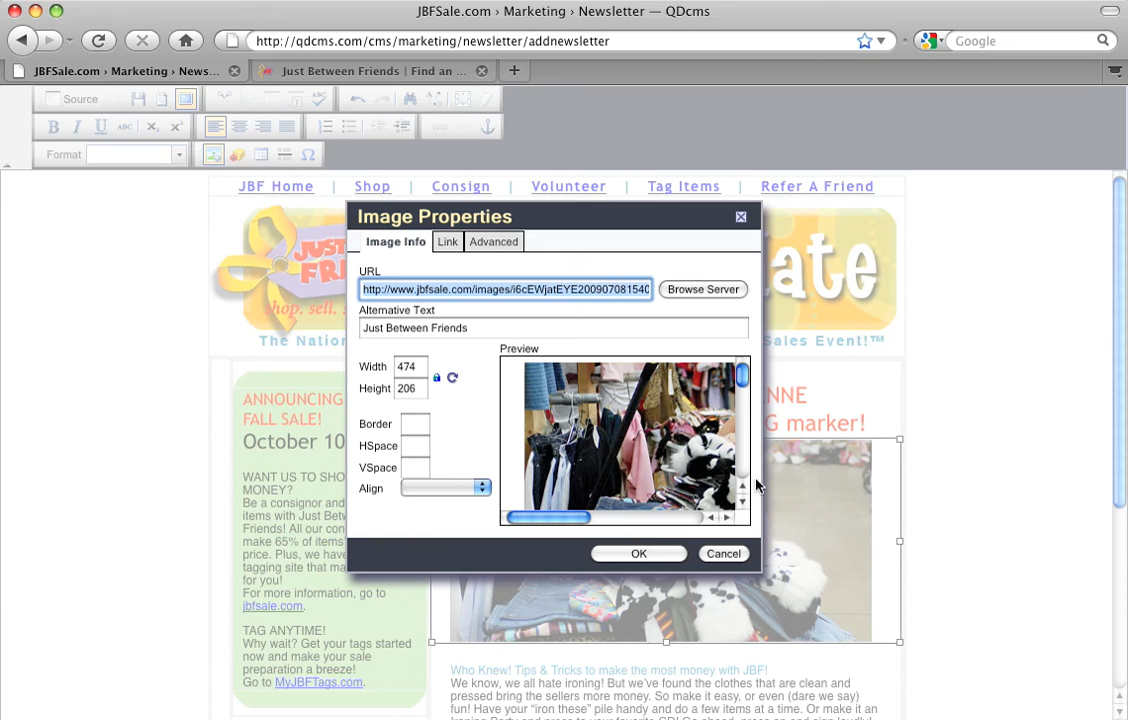 JBFSale.com › Marketing › Newsletter — QDcms
http://qdcms.com/cms/marketing/newsletter/addnewsletter
Google
JBFSale.com › Marketing › News...
Just Between Friends | Find an ...
Source
B I U ABC X₂ X²
Format
JBF Home | Shop | Consign | Volunteer | Tag Items | Refer A Friend
JUST
FRI
ate
shop. sell. s
The Nation
Sales Event!™
Image Properties
Image Info Link Advanced
URL
http://www.jbfsale.com/images/i6cEWjatEYE200907081540
Browse Server
Alternative Text
Just Between Friends
Preview
Width 474
Height 206
Border
HSpace
VSpace
Align
OK Cancel
ANNOUNCING
FALL SALE!
October 10
WANT US TO SHO
MONEY?
Be a consignor and
items with Just Betw
Friends! All our con
make 65% of items
price. Plus, we have
tagging site that ma
for you!
For more information, go to
jbfsale.com.
TAG ANYTIME!
Why wait? Get your tags started
now and make your sale
preparation a breeze!
Go to MyJBFTags.com.
NNE
G marker!
Who Knew! Tips & Tricks to make the most money with JBF!
We know, we all hate ironing! But we've found the clothes that are clean and
pressed bring the sellers more money. So make it easy, or even (dare we say)
fun! Have your "iron these" pile handy and do a few items at a time. Or make it an